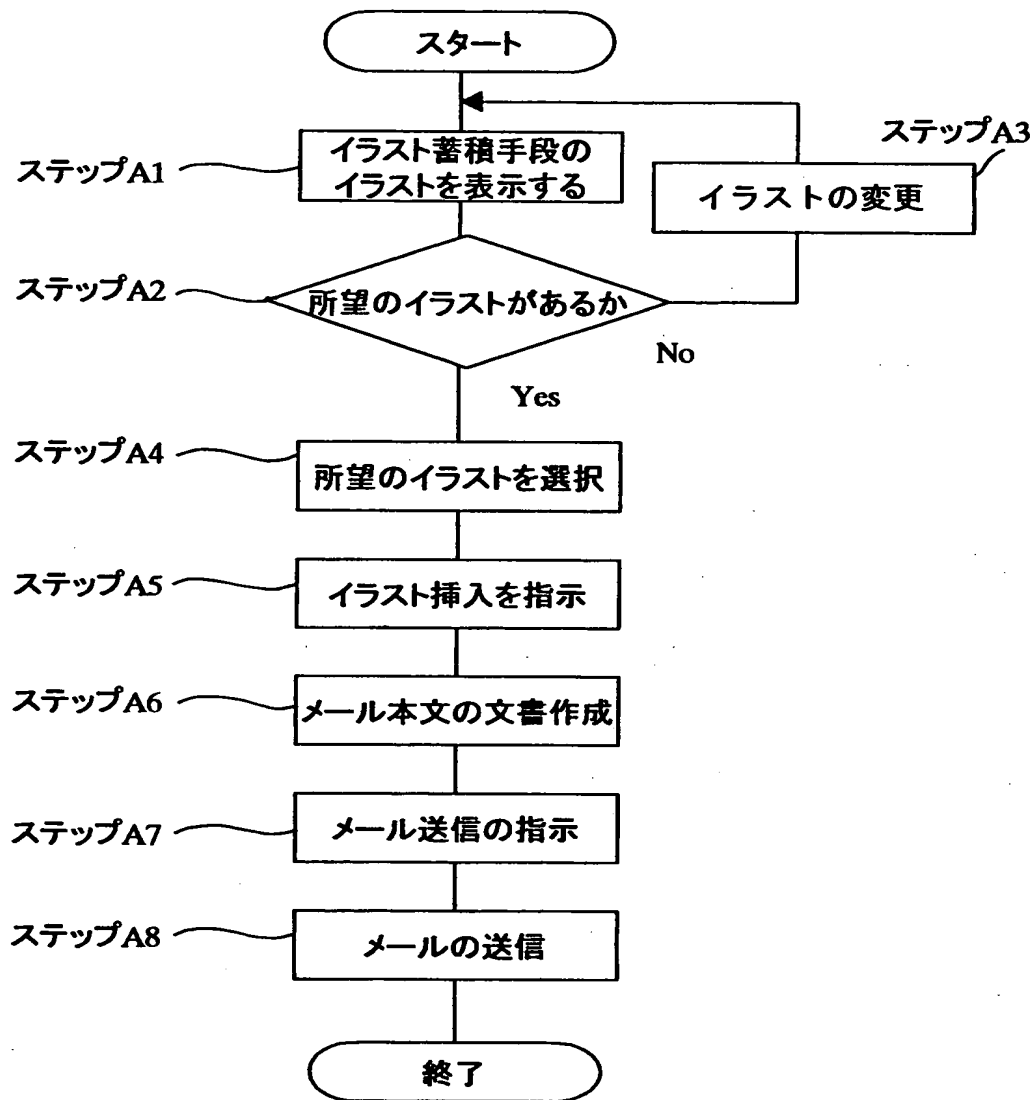 スタート
ステップA3
ステップA1
イラスト蓄積手段の
イラストを表示する
イラストの変更
ステップA2
所望のイラストがあるか
No
Yes
ステップA4
所望のイラストを選択
ステップA5
イラスト挿入を指示
ステップA6
メール本文の文書作成
ステップA7
メール送信の指示
ステップA8
メールの送信
終了